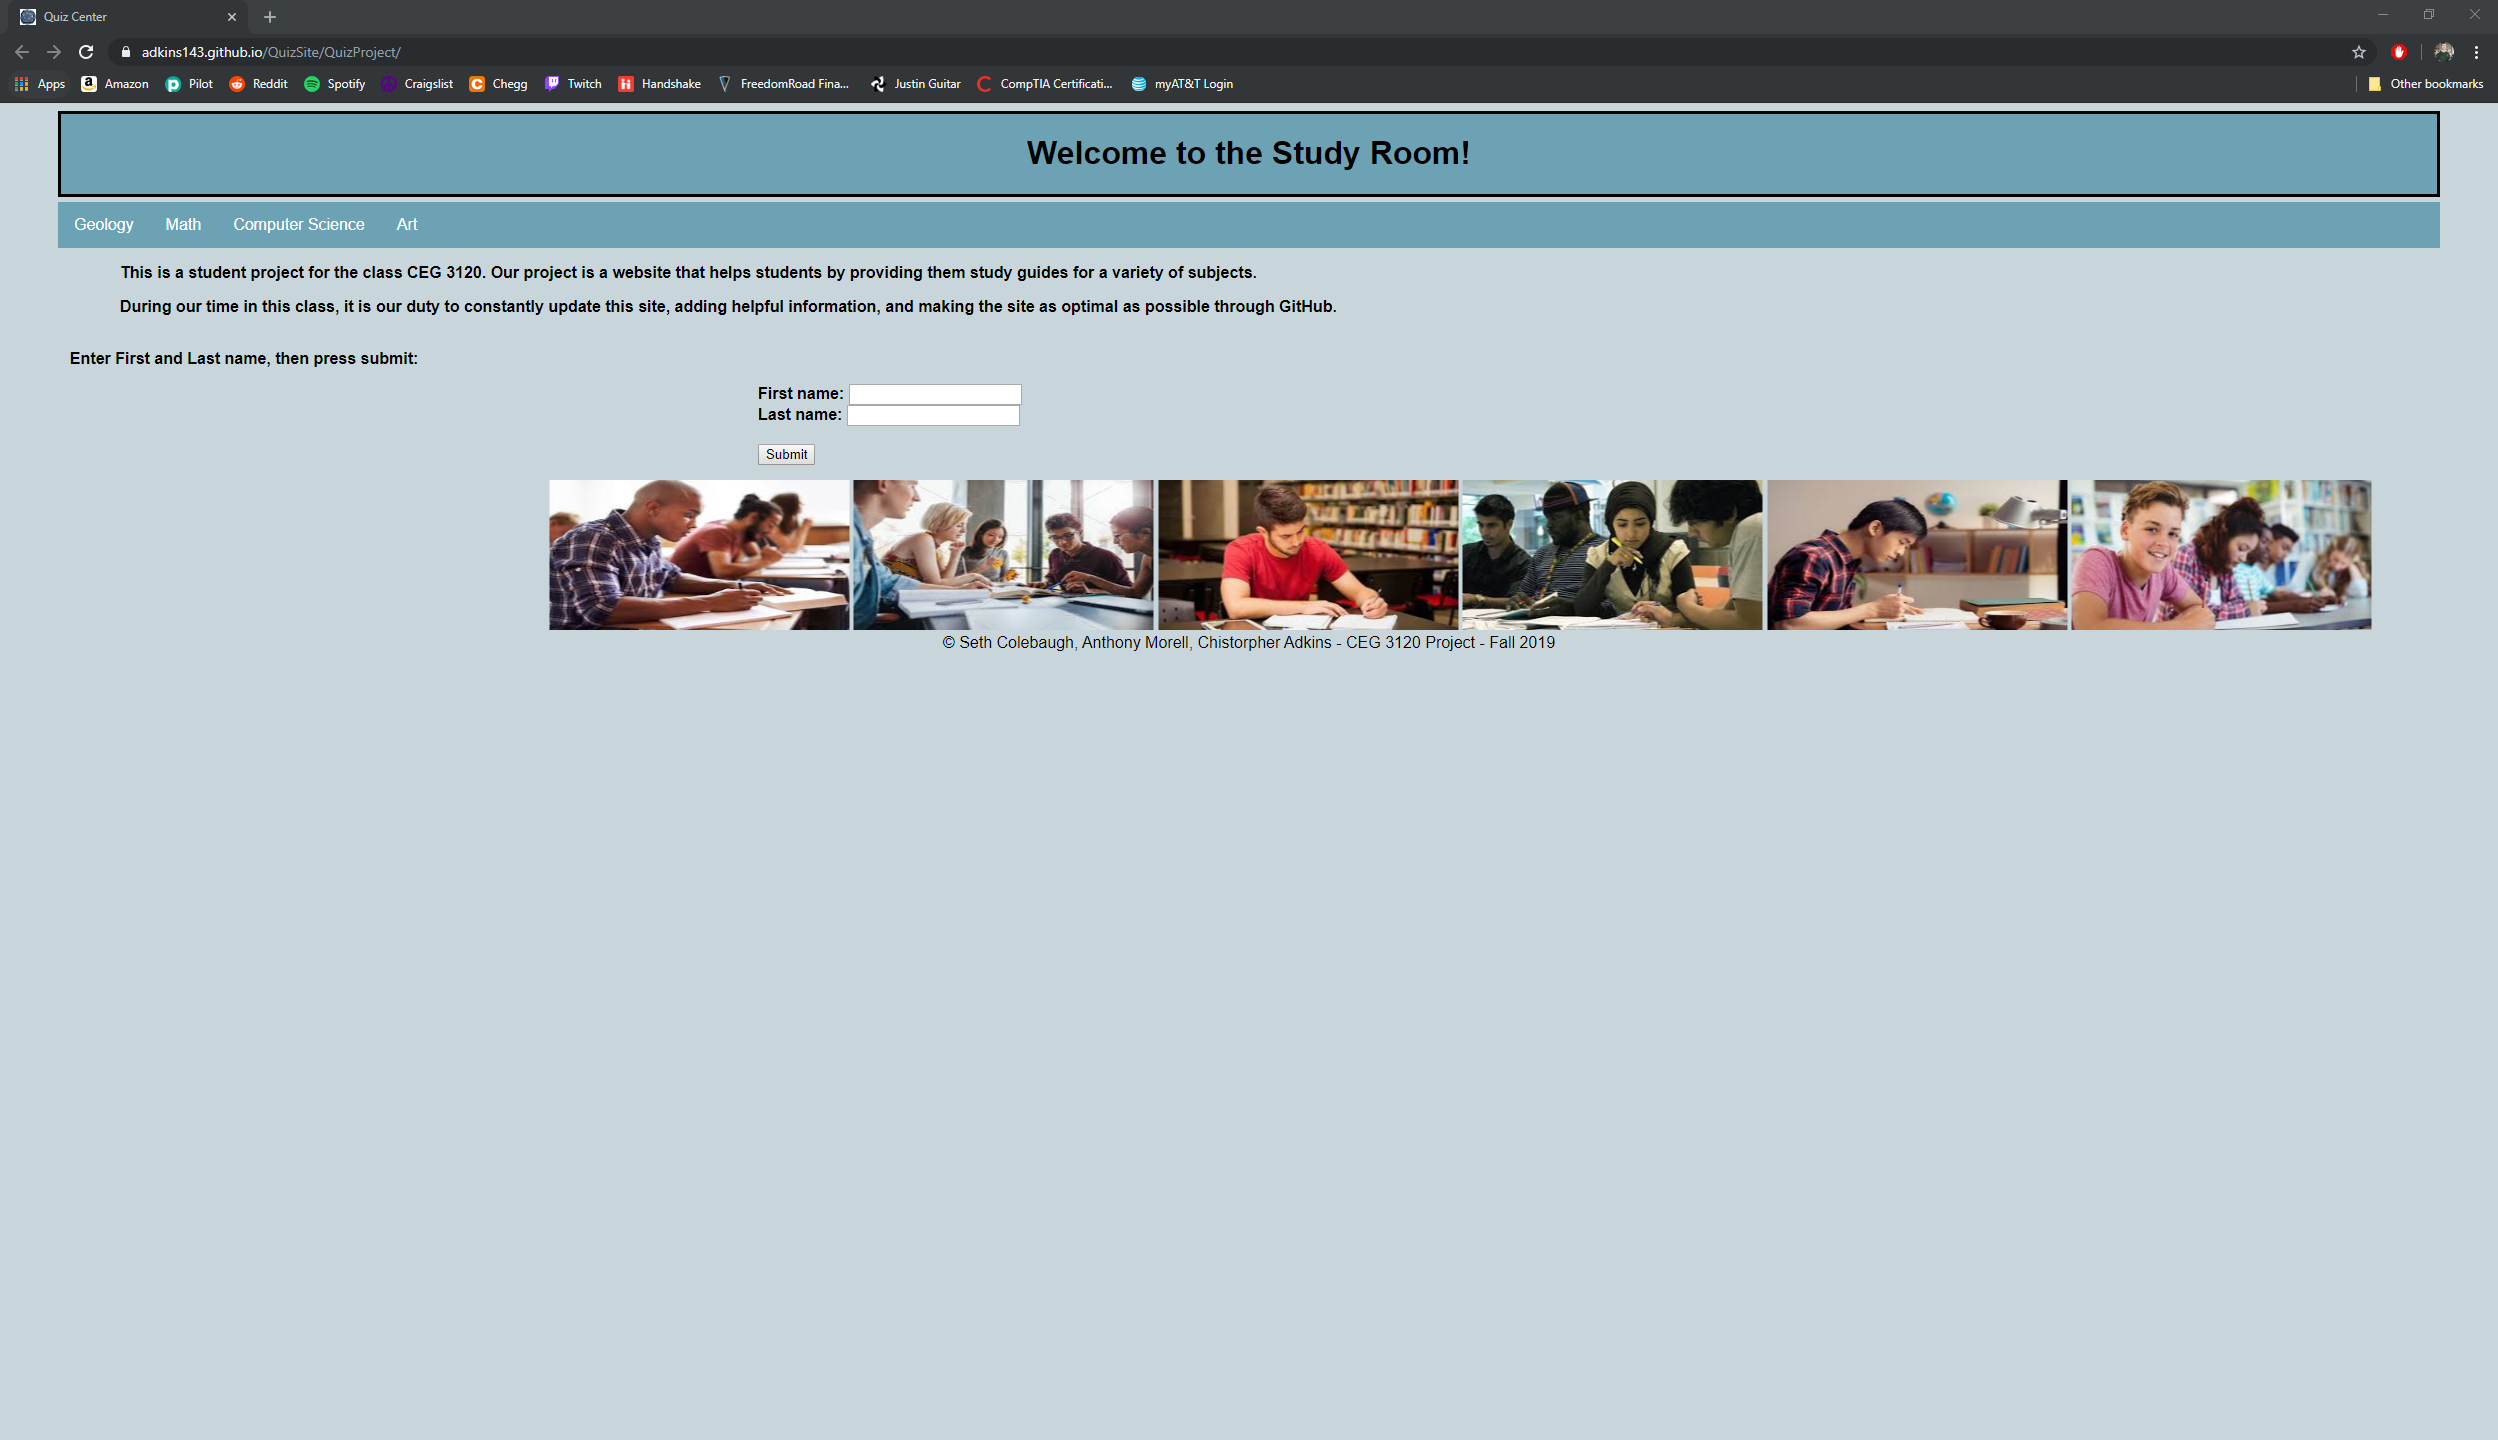 Quiz Center
adkins143.github.io/QuizSite/QuizProject/
Apps Amazon Pilot Reddit Spotify Craigslist Chegg Twitch Handshake FreedomRoad Fina... Justin Guitar CompTIA Certificati... myAT&T Login Other bookmarks
Welcome to the Study Room!
Geology Math Computer Science Art
This is a student project for the class CEG 3120. Our project is a website that helps students by providing them study guides for a variety of subjects.
During our time in this class, it is our duty to constantly update this site, adding helpful information, and making the site as optimal as possible through GitHub.
Enter First and Last name, then press submit:
First name:
Last name:
Submit
© Seth Colebaugh, Anthony Morell, Chistorpher Adkins - CEG 3120 Project - Fall 2019